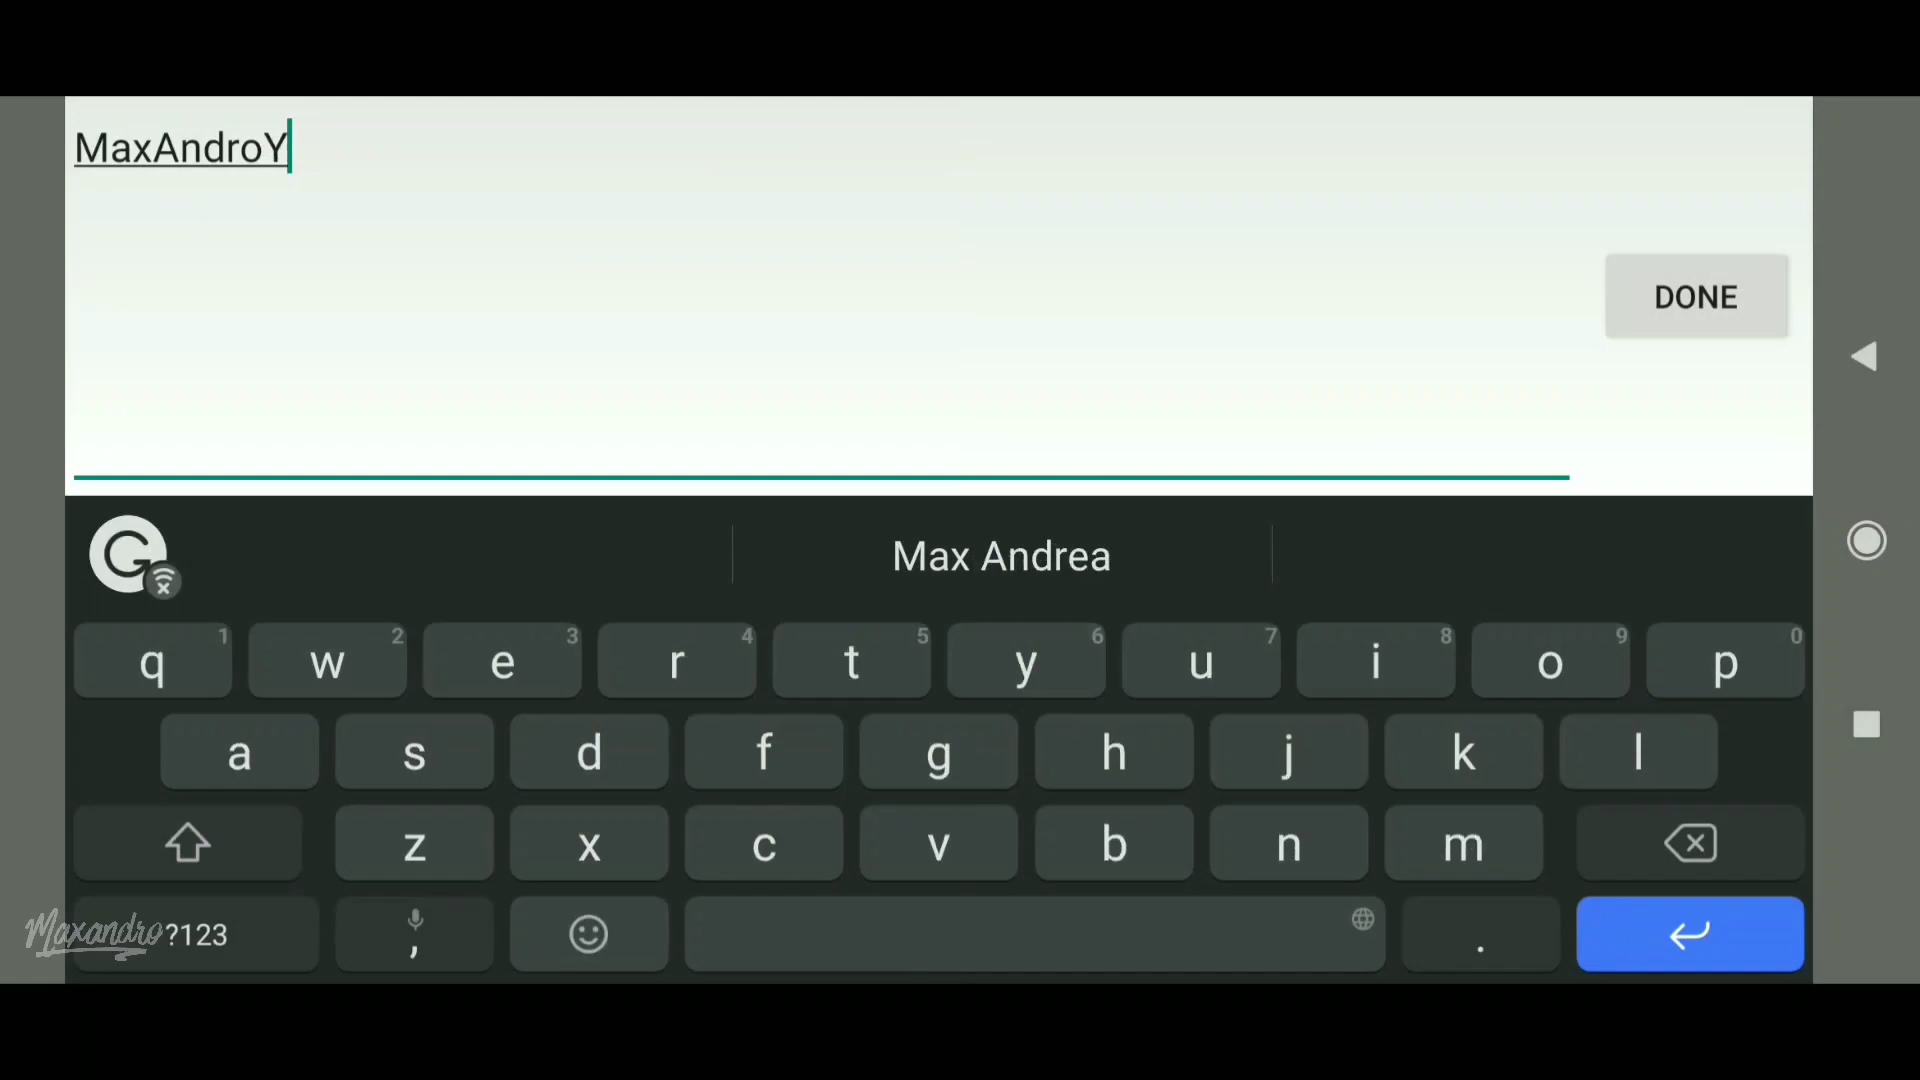 MaxAndroY
DONE
G
Max Andrea
q 1 w 2 e 3 r 4 t 5 y 6 u 7 i 8 o 9 p 0
a s d f g h j k l
z x c v b n m
Maxandro ?123 , .